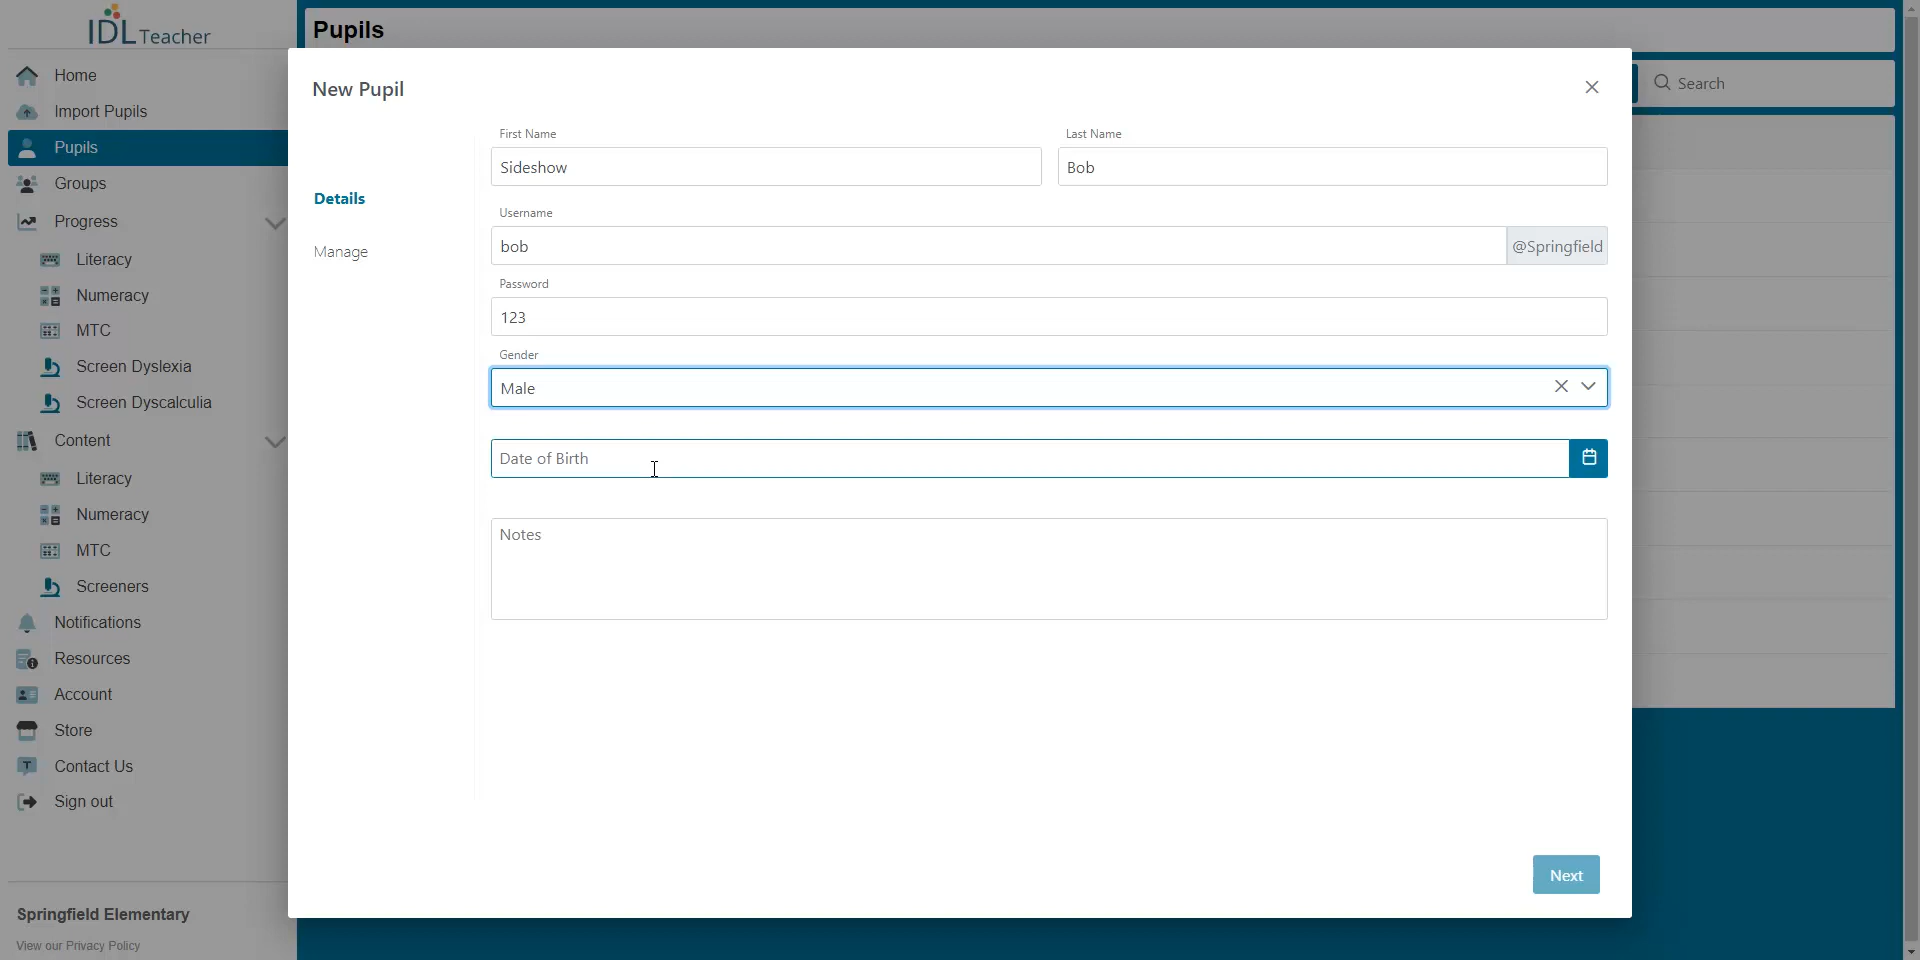 IDL Teacher
Home
Import Pupils
Pupils
Groups
Progress
Literacy
Numeracy
MTC
Screen Dyslexia
Screen Dyscalculia
Content
Literacy
Numeracy
MTC
Screeners
Notifications
Resources
Account
Store
Contact Us
Sign out
Springfield Elementary
View our Privacy Policy
Pupils
Search
New Pupil
Details
Manage
First Name
Last Name
Sideshow
Bob
Username
bob
@Springfield
Password
123
Gender
Male
Date of Birth
Notes
Next